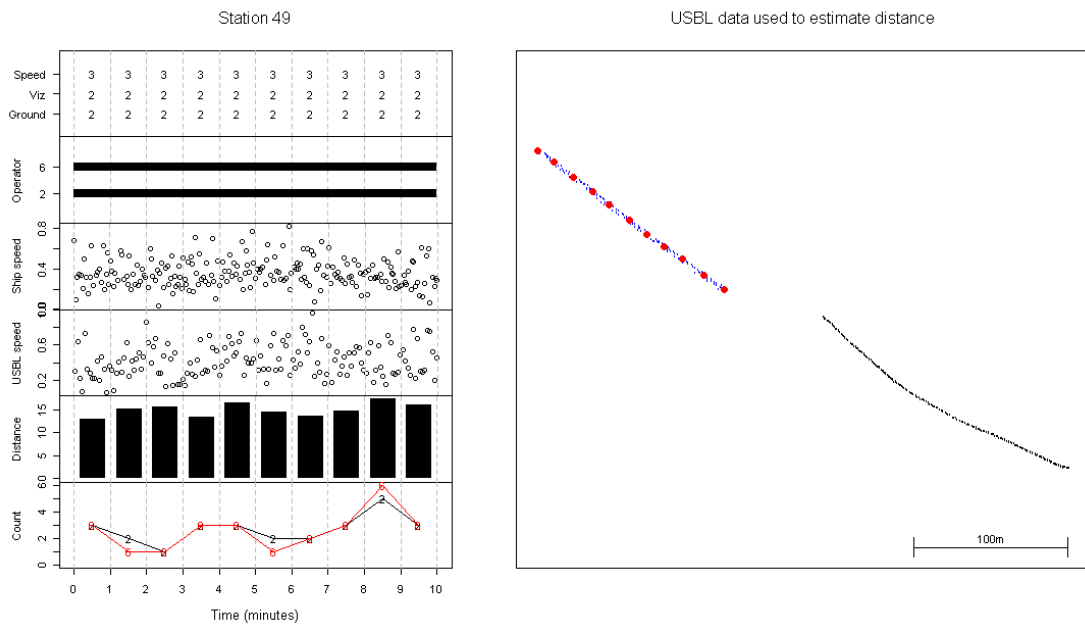 Station 49
USBL data used to estimate distance
Speed 3 3 3 3 3 3 3 3 3 3
Viz 2 2 2 2 2 2 2 2 2 2
Ground 2 2 2 2 2 2 2 2 2 2
Operator
6
2
Ship speed
0.8
0.4
USBL speed
0.6
0.2
Distance
15
10
5
Count
6
4
2
0
2
2
2
0 1 2 3 4 5 6 7 8 9 10
Time (minutes)
100m